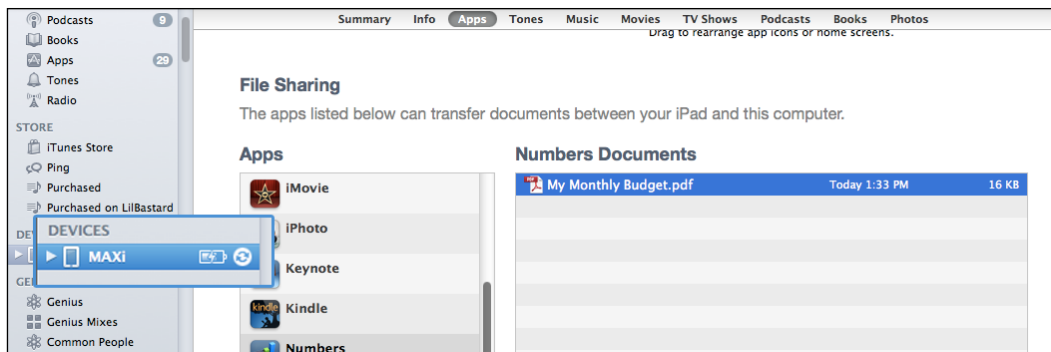 Podcasts 9
Books
Apps 29
Tones
Radio
STORE
iTunes Store
Ping
Purchased
Purchased on LilBastard
DEVICES
MAXi
Genius
Genius Mixes
Common People
Summary Info Apps Tones Music Movies TV Shows Podcasts Books Photos
Drag to rearrange app icons or home screens.
File Sharing
The apps listed below can transfer documents between your iPad and this computer.
Apps
iMovie
iPhoto
Keynote
kindle Kindle
Numbers
Numbers Documents
My Monthly Budget.pdf Today 1:33 PM 16 KB